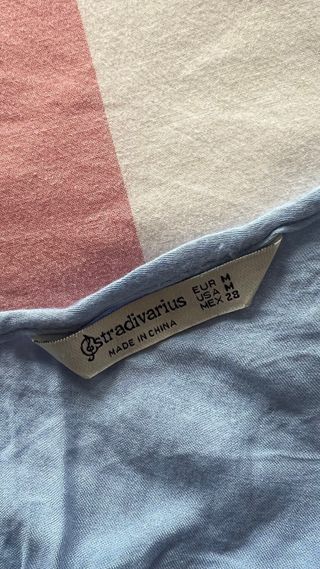 stradivarius
MADE IN CHINA
EUR M
USA M
MEX 28